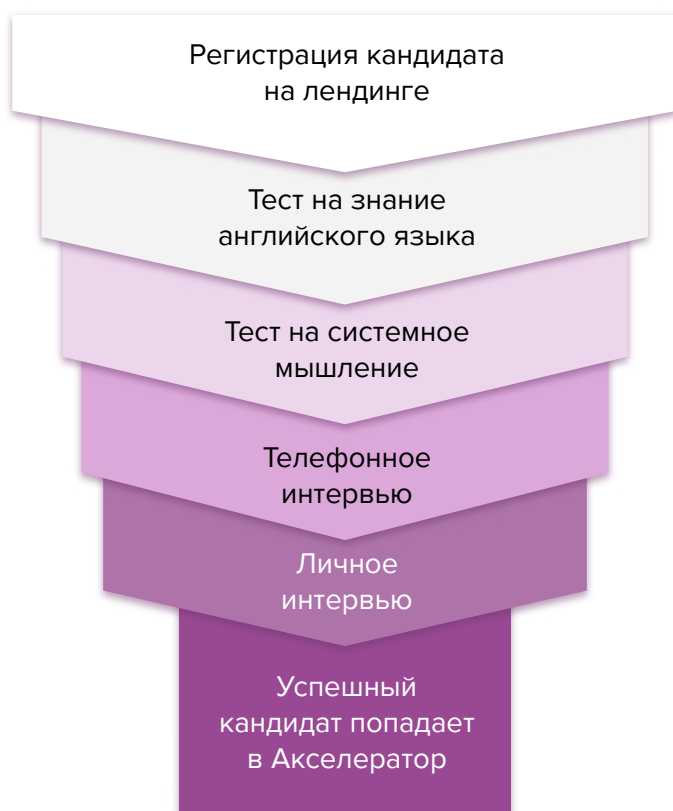 Регистрация кандидата
на лендинге
Тест на знание
английского языка
Тест на системное
мышление
Телефонное
интервью
Личное
интервью
Успешный
кандидат попадает
в Акселератор